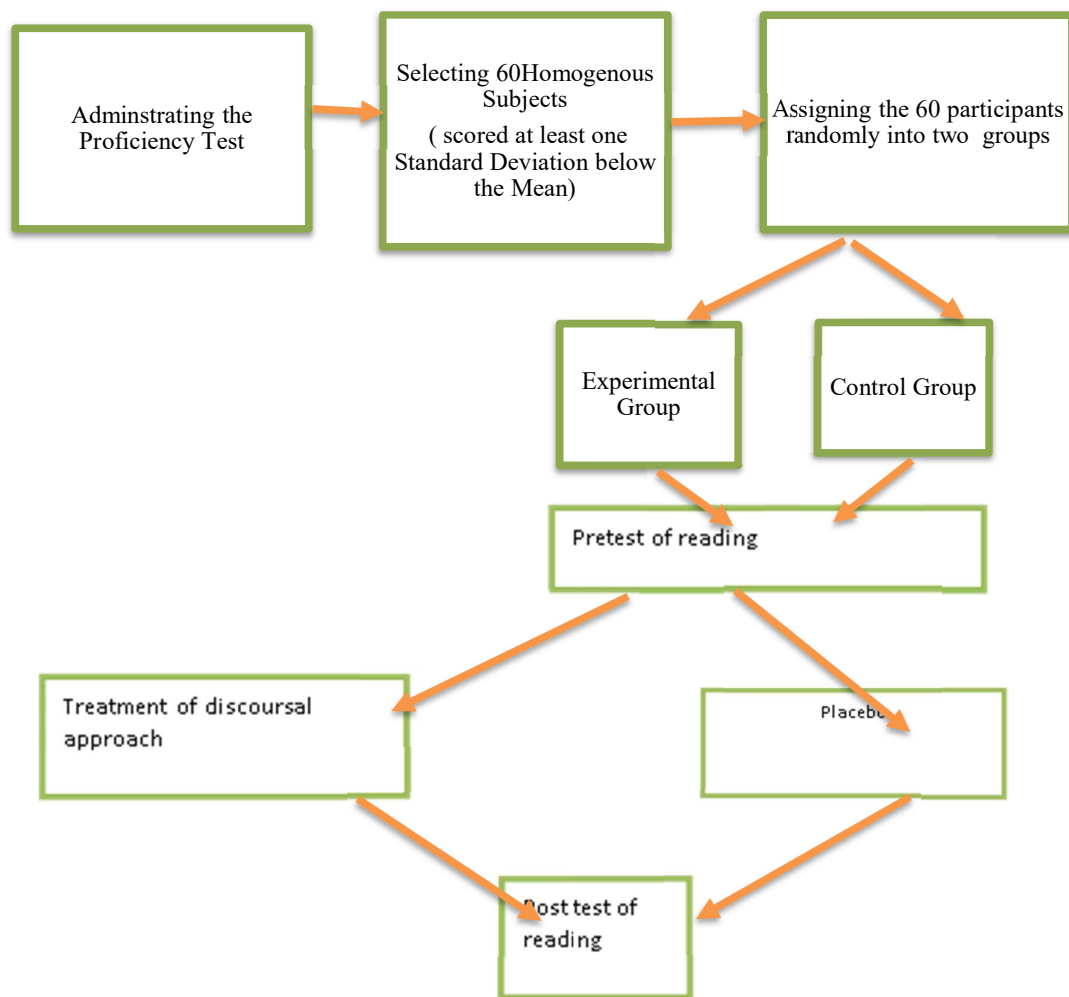 Adminstrating the
Proficiency Test
Selecting 60Homogenous
Subjects
( scored at least one
Standard Deviation below
the Mean)
Assigning the 60 participants
randomly into two groups
Experimental
Group
Control Group
Pretest of reading
Treatment of discoursal
approach
Placebo
Post test of
reading